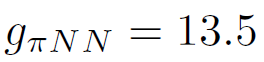 $g_{\pi NN} = 13.5$